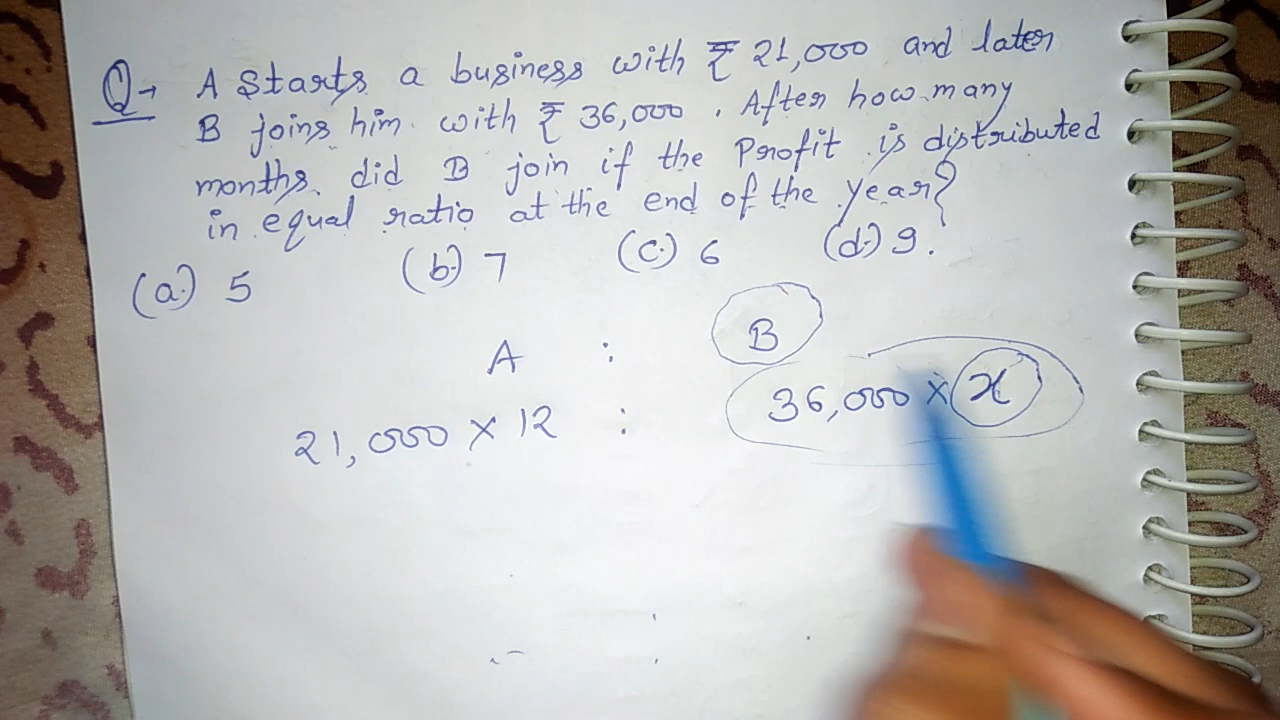 Q→ A Starts a business with ₹ 21,000 and later
B joins him with ₹ 36,000. After how many
months did B join if the Profit is distributed
in equal ratio at the end of the year?
(a.) 5 (b.) 7 (c.) 6 (d.) 9.
A : B
21,000 × 12 : 36,000 × x